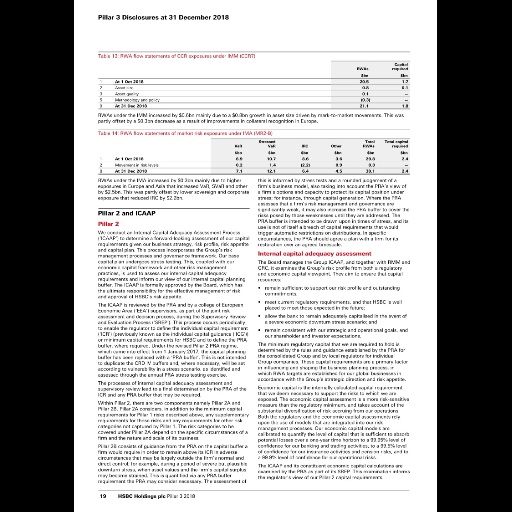 Pillar 3 Disclosures at 31 December 2018
Table 13: RWA flow statements of CCR exposures under IMM (CCR7)
Capital
RWAs required
$bn $bn
1 At 1 Oct 2018 20.5 1.7
2 Asset size 0.8 0.1
3 Asset quality 0.1 –
5 Methodology and policy (0.3) –
9 At 31 Dec 2018 21.1 1.8
RWAs under the IMM increased by $0.6bn mainly due to a $0.8bn growth in asset size driven by mark-to-market movements. This was
partly offset by a $0.3bn decrease as a result of improvements in collateral recognition in Europe.
Table 14: RWA flow statements of market risk exposures under IMA (MR2-B)
Stressed Total Total capital
VaR VaR IRC Other RWAs required
$bn $bn $bn $bn $bn $bn
1 At 1 Oct 2018
2 Movement in risk levels
8 At 31 Dec 2018 7.1 12.1 6.4 4.5 30.1 2.4
RWAs under the IMA increased by $0.3bn mainly due to higher
exposures in Europe and Asia that increased VaR, SVaR and other
by $2.5bn. This was partly offset by lower sovereign and corporate
exposure that reduced IRC by $2.2bn.
Pillar 2 and ICAAP
Pillar 2
We conduct an Internal Capital Adequacy Assessment Process
('ICAAP') to determine a forward-looking assessment of our capital
requirements given our business strategy, risk profile, risk appetite
and capital plan. This process incorporates the Group's risk
management processes and governance framework. Our base
capital plan undergoes stress testing. This, coupled with our
economic capital framework and other risk management
practices, is used to assess our internal capital adequacy
requirements and inform our view of our internal capital planning
buffer. The ICAAP is formally approved by the Board, which has
the ultimate responsibility for the effective management of risk
and approval of HSBC's risk appetite.
The ICAAP is reviewed by the PRA and by a college of European
Economic Area ('EEA') supervisors, as part of the joint risk
assessment and decision process, during the Supervisory Review
and Evaluation Process ('SREP'). This process occurs periodically
to enable the regulator to define the individual capital requirement
('ICR') (previously known as the individual capital guidance ('ICG'))
or minimum capital requirements for HSBC and to define the PRA
buffer, where required. Under the revised Pillar 2 PRA regime,
which came into effect from 1 January 2017, the capital planning
buffer has been replaced with a 'PRA buffer'. This is not intended
to duplicate the CRD IV buffers and, where necessary, will be set
according to vulnerability in a stress scenario, as identified and
assessed through the annual PRA stress testing exercise.
The processes of internal capital adequacy assessment and
supervisory review lead to a final determination by the PRA of the
ICR and any PRA buffer that may be required.
Within Pillar 2, there are two components namely Pillar 2A and
Pillar 2B. Pillar 2A considers, in addition to the minimum capital
requirements for Pillar 1 risks described above, any supplementary
requirements for those risks and any requirements for other risk
categories not captured by Pillar 1. The risk categories to be
covered under Pillar 2A depend on the specific circumstances of a
firm and the nature and scale of its business.
Pillar 2B consists of guidance from the PRA on the capital buffer a
firm would require in order to remain above its ICR in adverse
circumstances that may be largely outside the firm's normal and
direct control, for example, during a period of severe but plausible
downturn stress, when asset values and the firm's capital surplus
may become strained. This is quantified via any PRA buffer
requirement the PRA may consider necessary. The assessment of
this is informed by stress tests and a rounded judgement of a
firm's business model, also taking into account the PRA's view of
a firm's options and capacity to protect its capital position under
stress; for instance, through capital generation. Where the PRA
assesses that a firm's risk management and governance are
significantly weak, it may also increase the PRA buffer to cover the
risks posed by those weaknesses until they are addressed. The
PRA buffer is intended to be drawn upon in times of stress, and its
use is not of itself a breach of capital requirements that would
trigger automatic restrictions on distributions. In specific
circumstances, the PRA should agree a plan with a firm for its
restoration over an agreed timescale.
Internal capital adequacy assessment
The Board manages the Group ICAAP, and together with RMM and
GRC, it examines the Group's risk profile from both a regulatory
and economic capital viewpoint. They aim to ensure that capital
resources:
• remain sufficient to support our risk profile and outstanding
commitments;
• meet current regulatory requirements, and that HSBC is well
placed to meet those expected in the future;
• allow the bank to remain adequately capitalised in the event of
a severe economic downturn stress scenario; and
• remain consistent with our strategic and operational goals, and
our shareholder and investor expectations.
The minimum regulatory capital that we are required to hold is
determined by the rules and guidance established by the PRA for
the consolidated Group and by local regulators for individual
Group companies. These capital requirements are a primary factor
in influencing and shaping the business planning process, in
which RWA targets are established for our global businesses in
accordance with the Group's strategic direction and risk appetite.
Economic capital is the internally calculated capital requirement
that we deem necessary to support the risks to which we are
exposed. The economic capital assessment is a more risk-sensitive
measure than the regulatory minimum, and takes account of the
substantial diversification of risk accruing from our operations.
Both the regulatory and the economic capital assessments rely
upon the use of models that are integrated into our risk
management processes. Our economic capital models are
calibrated to quantify the level of capital that is sufficient to absorb
potential losses over a one-year time horizon to a 99.95% level of
confidence for our banking and trading activities, to a 99.5% level
of confidence for our insurance activities and pension risks, and to
a 99.9% level of confidence for our operational risks.
The ICAAP and its constituent economic capital calculations are
examined by the PRA as part of its SREP. This examination informs
the regulator's view of our Pillar 2 capital requirements.
19 HSBC Holdings plc Pillar 3 2018